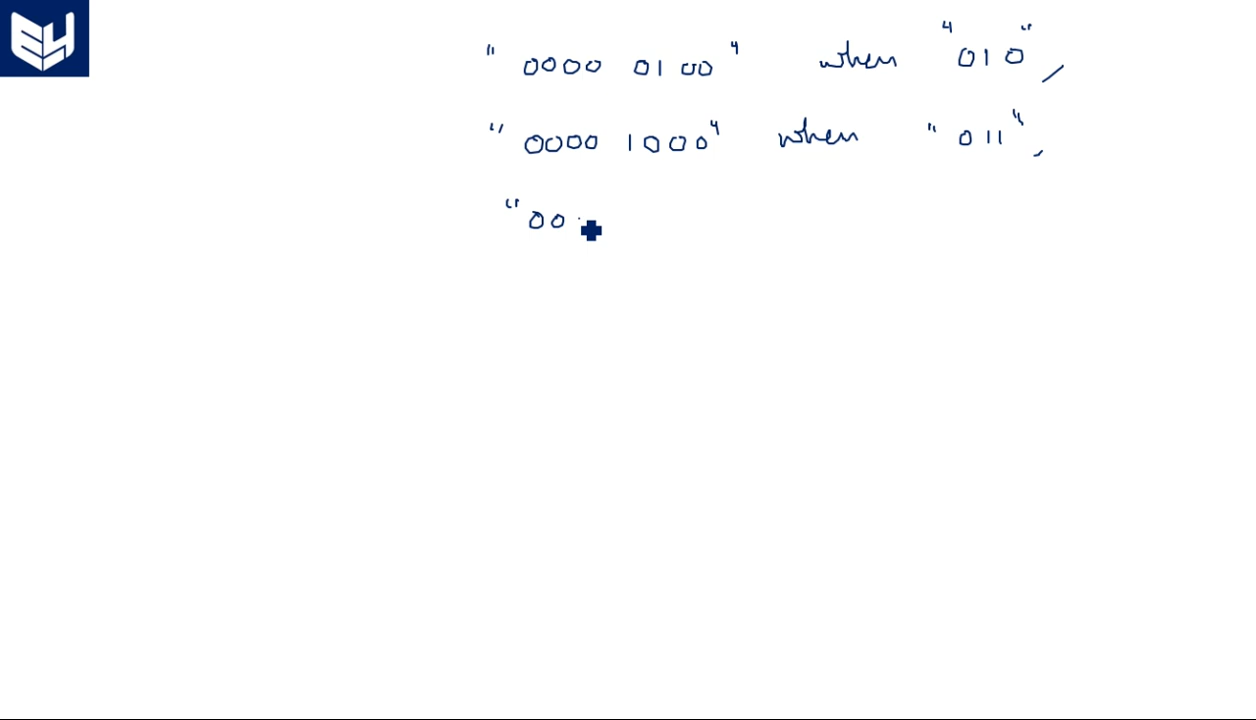 "0000 0100" when "010",
"0000 1000" when "011",
"00